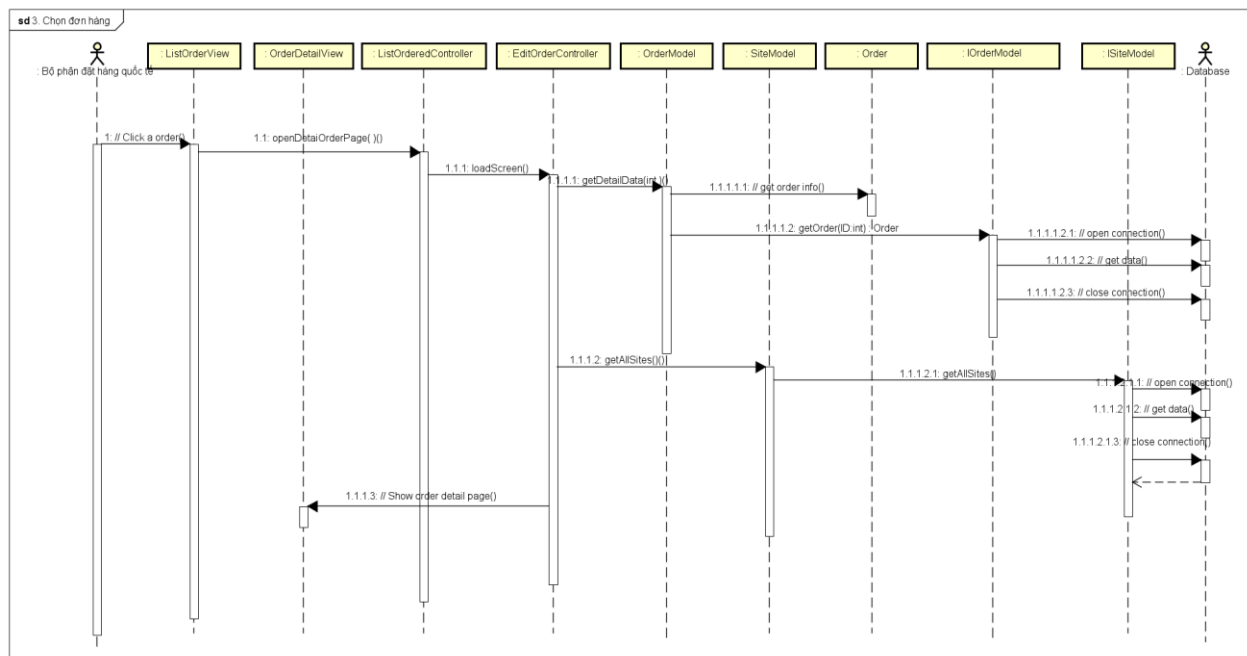 sd 3. Chọn đơn hàng
: Bộ phận đặt hàng quốc tế
: ListOrderView
: OrderDetailView
: ListOrderedController
: EditOrderController
: OrderModel
: SiteModel
: Order
: IOrderModel
: ISiteModel
: Database
1: // Click a order()
1.1: openDetaiOrderPage( )()
1.1.1: loadScreen()
1.1.1.1: getDetailData(int )()
1.1.1.1.1: // get order info()
1.1.1.1.2: getOrder(ID:int) : Order
1.1.1.1.2.1: // open connection()
1.1.1.1.2.2: // get data()
1.1.1.1.2.3: // close connection()
1.1.1.2: getAllSites()()
1.1.1.2.1: getAllSites()
1.1.1.2.1.1: // open connection()
1.1.1.2.1.2: // get data()
1.1.1.2.1.3: // close connection()
1.1.1.3: // Show order detail page()